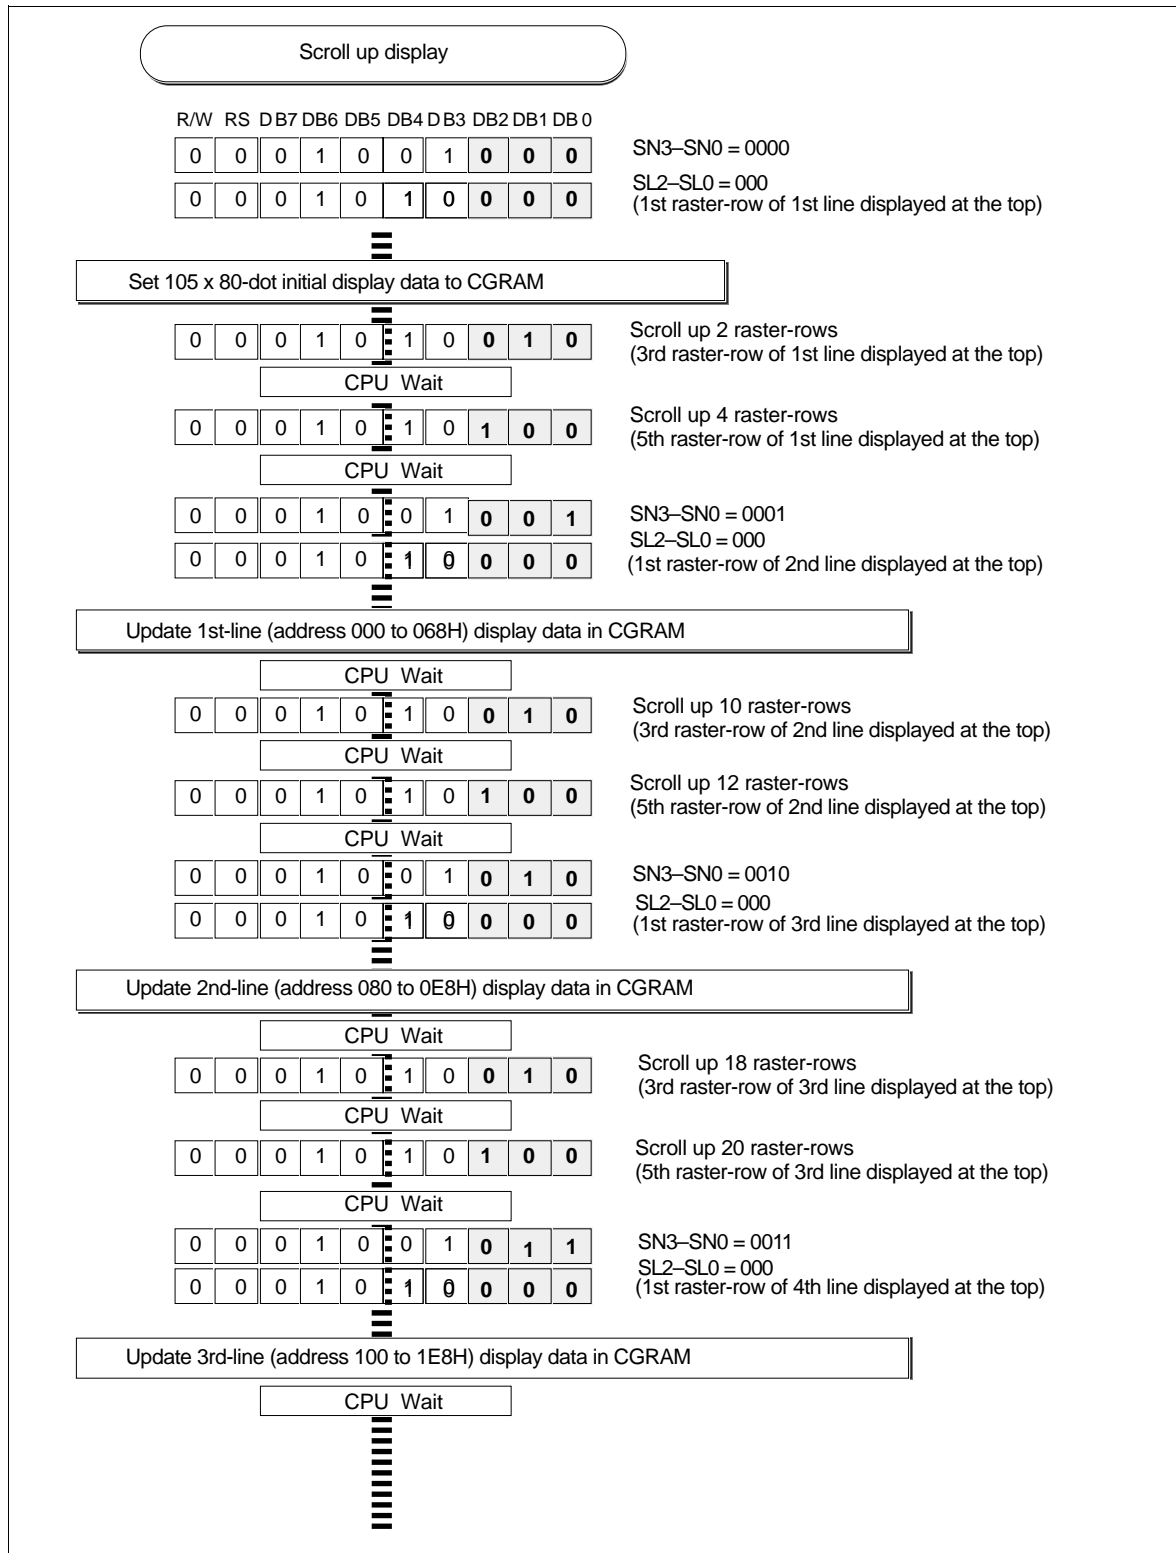 Scroll up display
R/W RS DB7 DB6 DB5 DB4 DB3 DB2 DB1 DB0
0 0 0 1 0 0 1 0 0 0 SN3–SN0 = 0000
0 0 0 1 0 1 0 0 0 0 SL2–SL0 = 000
(1st raster-row of 1st line displayed at the top)
Set 105 x 80-dot initial display data to CGRAM
0 0 0 1 0 1 0 0 1 0 Scroll up 2 raster-rows
(3rd raster-row of 1st line displayed at the top)
CPU Wait
0 0 0 1 0 1 0 1 0 0 Scroll up 4 raster-rows
(5th raster-row of 1st line displayed at the top)
CPU Wait
0 0 0 1 0 0 1 0 0 1 SN3–SN0 = 0001
0 0 0 1 0 1 0 0 0 0 SL2–SL0 = 000
(1st raster-row of 2nd line displayed at the top)
Update 1st-line (address 000 to 068H) display data in CGRAM
CPU Wait
0 0 0 1 0 1 0 0 1 0 Scroll up 10 raster-rows
(3rd raster-row of 2nd line displayed at the top)
CPU Wait
0 0 0 1 0 1 0 1 0 0 Scroll up 12 raster-rows
(5th raster-row of 2nd line displayed at the top)
CPU Wait
0 0 0 1 0 0 1 0 1 0 SN3–SN0 = 0010
0 0 0 1 0 1 0 0 0 0 SL2–SL0 = 000
(1st raster-row of 3rd line displayed at the top)
Update 2nd-line (address 080 to 0E8H) display data in CGRAM
CPU Wait
0 0 0 1 0 1 0 0 1 0 Scroll up 18 raster-rows
(3rd raster-row of 3rd line displayed at the top)
CPU Wait
0 0 0 1 0 1 0 1 0 0 Scroll up 20 raster-rows
(5th raster-row of 3rd line displayed at the top)
CPU Wait
0 0 0 1 0 0 1 0 1 1 SN3–SN0 = 0011
0 0 0 1 0 1 0 0 0 0 SL2–SL0 = 000
(1st raster-row of 4th line displayed at the top)
Update 3rd-line (address 100 to 1E8H) display data in CGRAM
CPU Wait